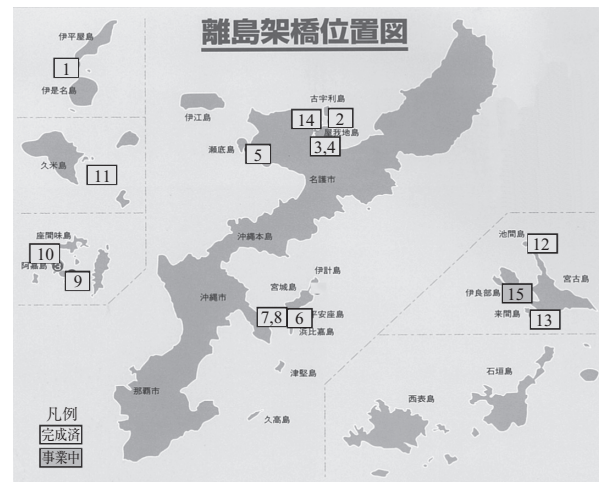 離島架橋位置図
伊平屋島
1
伊是名島
伊江島
古宇利島
14
2
屋我地島
瀬底島
5
3,4
名護市
久米島
11
沖縄本島
座間味島
10
阿嘉島
9
池間島
12
伊計島
宮城島
沖縄市
7,8
6
平安座島
浜比嘉島
宮古島
伊良部島
15
来間島
13
津堅島
石垣島
那覇市
西表島
久高島
凡例
完成済
事業中